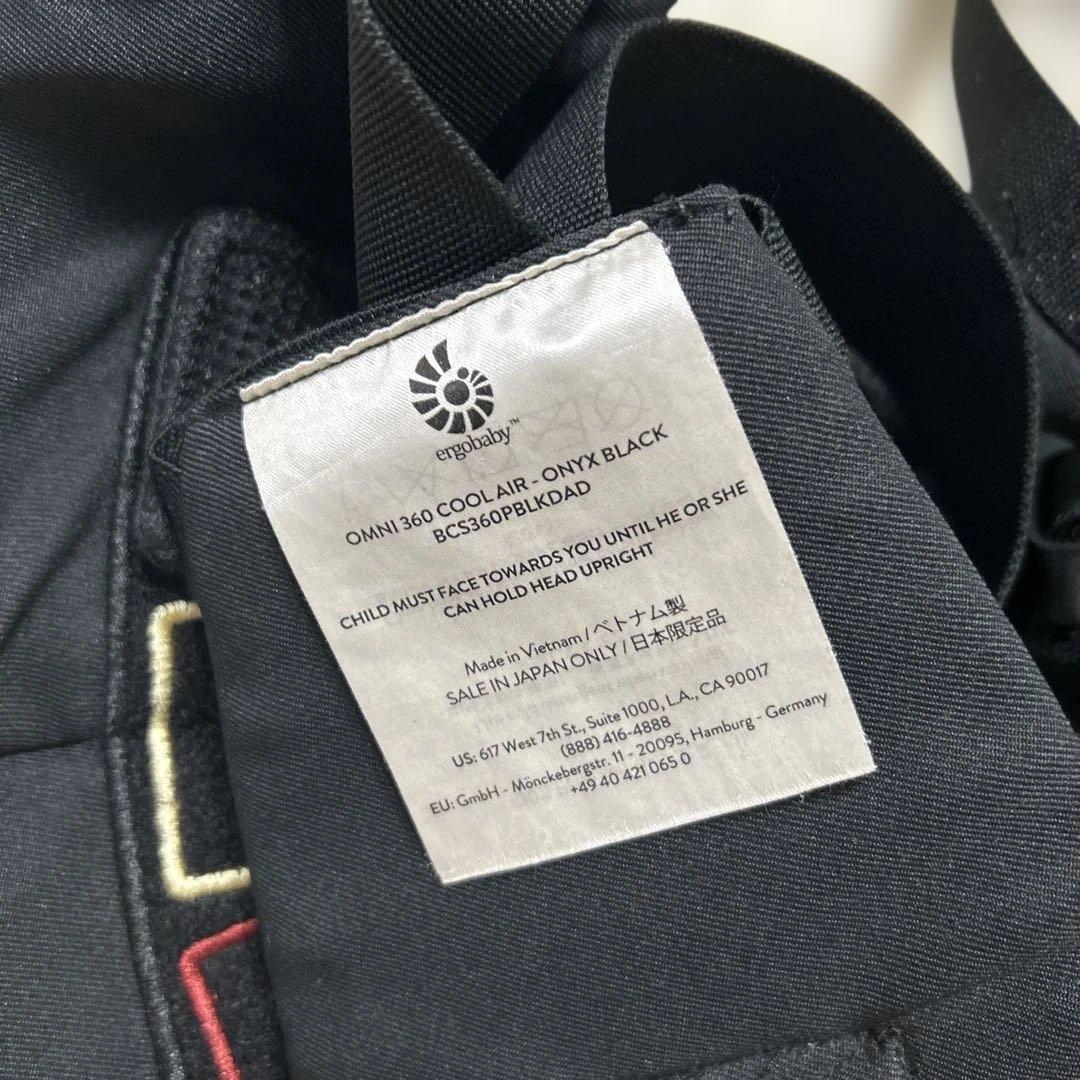 ergobaby™
OMNI 360 COOL AIR - ONYX BLACK
BCS360PBLKDAD
CHILD MUST FACE TOWARDS YOU UNTIL HE OR SHE
CAN HOLD HEAD UPRIGHT
Made in Vietnam / ベトナム製
SALE IN JAPAN ONLY / 日本限定品
US: 617 West 7th St., Suite 1000, L.A., CA 90017
(888) 416-4888
EU: GmbH - Mönckebergstr. 11 - 20095, Hamburg - Germany
+49 40 421 065 0